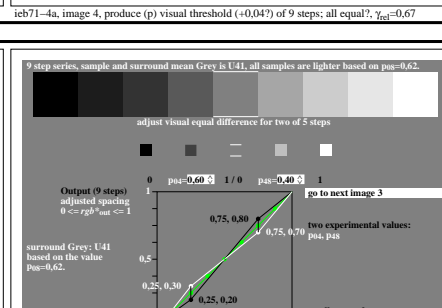 ieb71–4a, image 4, produce (p) visual threshold (+0,04?) of 9 steps; all equal?, γrel=0,67
9 step series, sample and surround mean Grey is U41, all samples are lighter based on p08=0,62.
adjust visual equal difference for two of 5 steps
0 p04=0,60 1 / 0 p48=0,40 1
Output (9 steps)
adjusted spacing
0 <= rgb*out <= 1
1
go to next image 3
0,75, 0,80
0,75, 0,70
two experimental values:
p04, p48
surround Grey: U41
based on the value
p08=0,62.
0,5
0,25, 0,30
0,25, 0,20